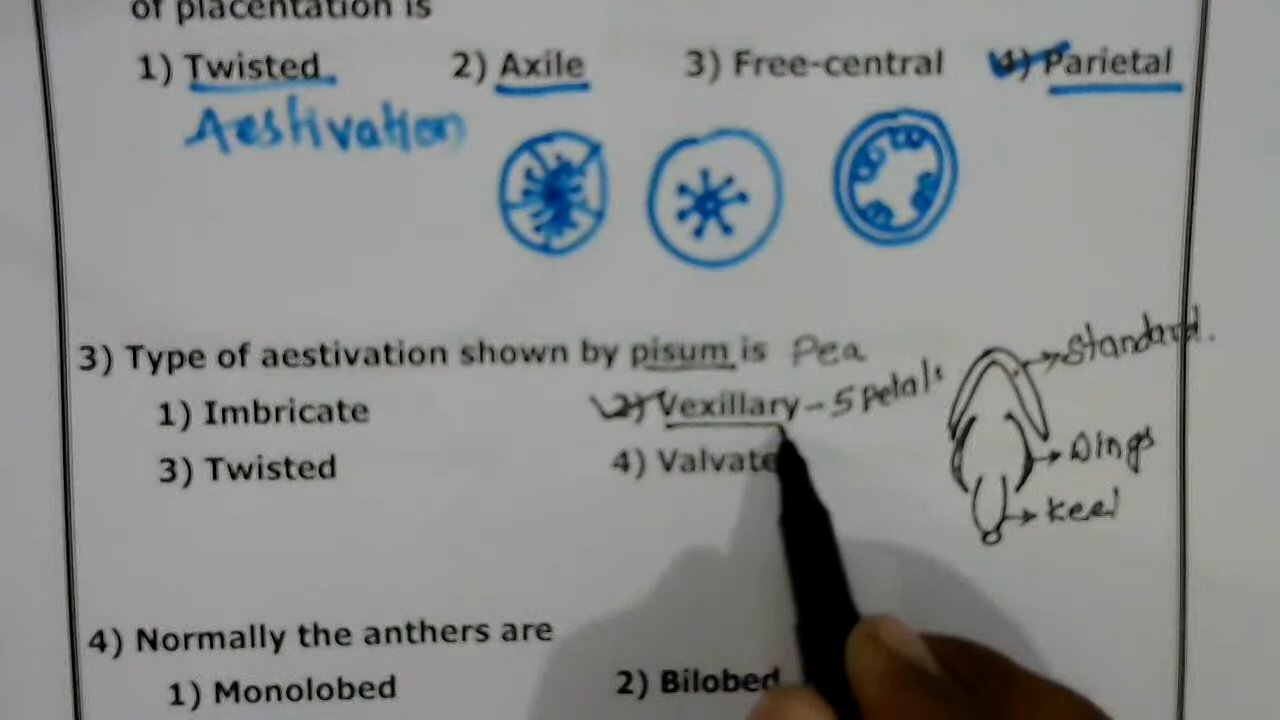 of placentation is
1) Twisted 2) Axile 3) Free-central 4) Parietal
Aestivation
3) Type of aestivation shown by pisum is Pea
Standard.
1) Imbricate 2) Vexillary - 5 petals
3) Twisted 4) Valvate
Wings
Keel
4) Normally the anthers are
1) Monolobed 2) Bilobed